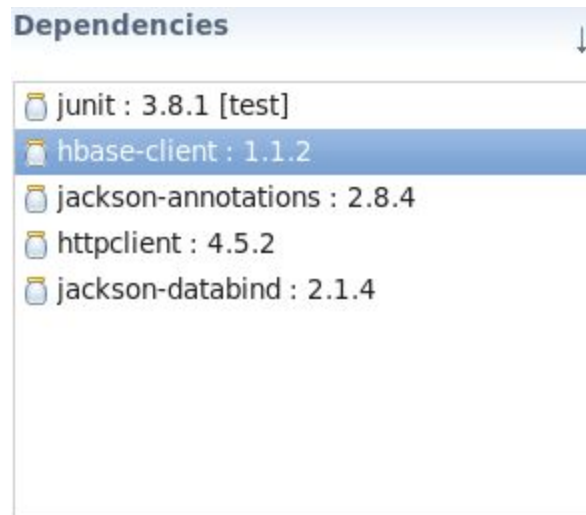 Dependencies
junit : 3.8.1 [test]
hbase-client : 1.1.2
jackson-annotations : 2.8.4
httpclient : 4.5.2
jackson-databind : 2.1.4